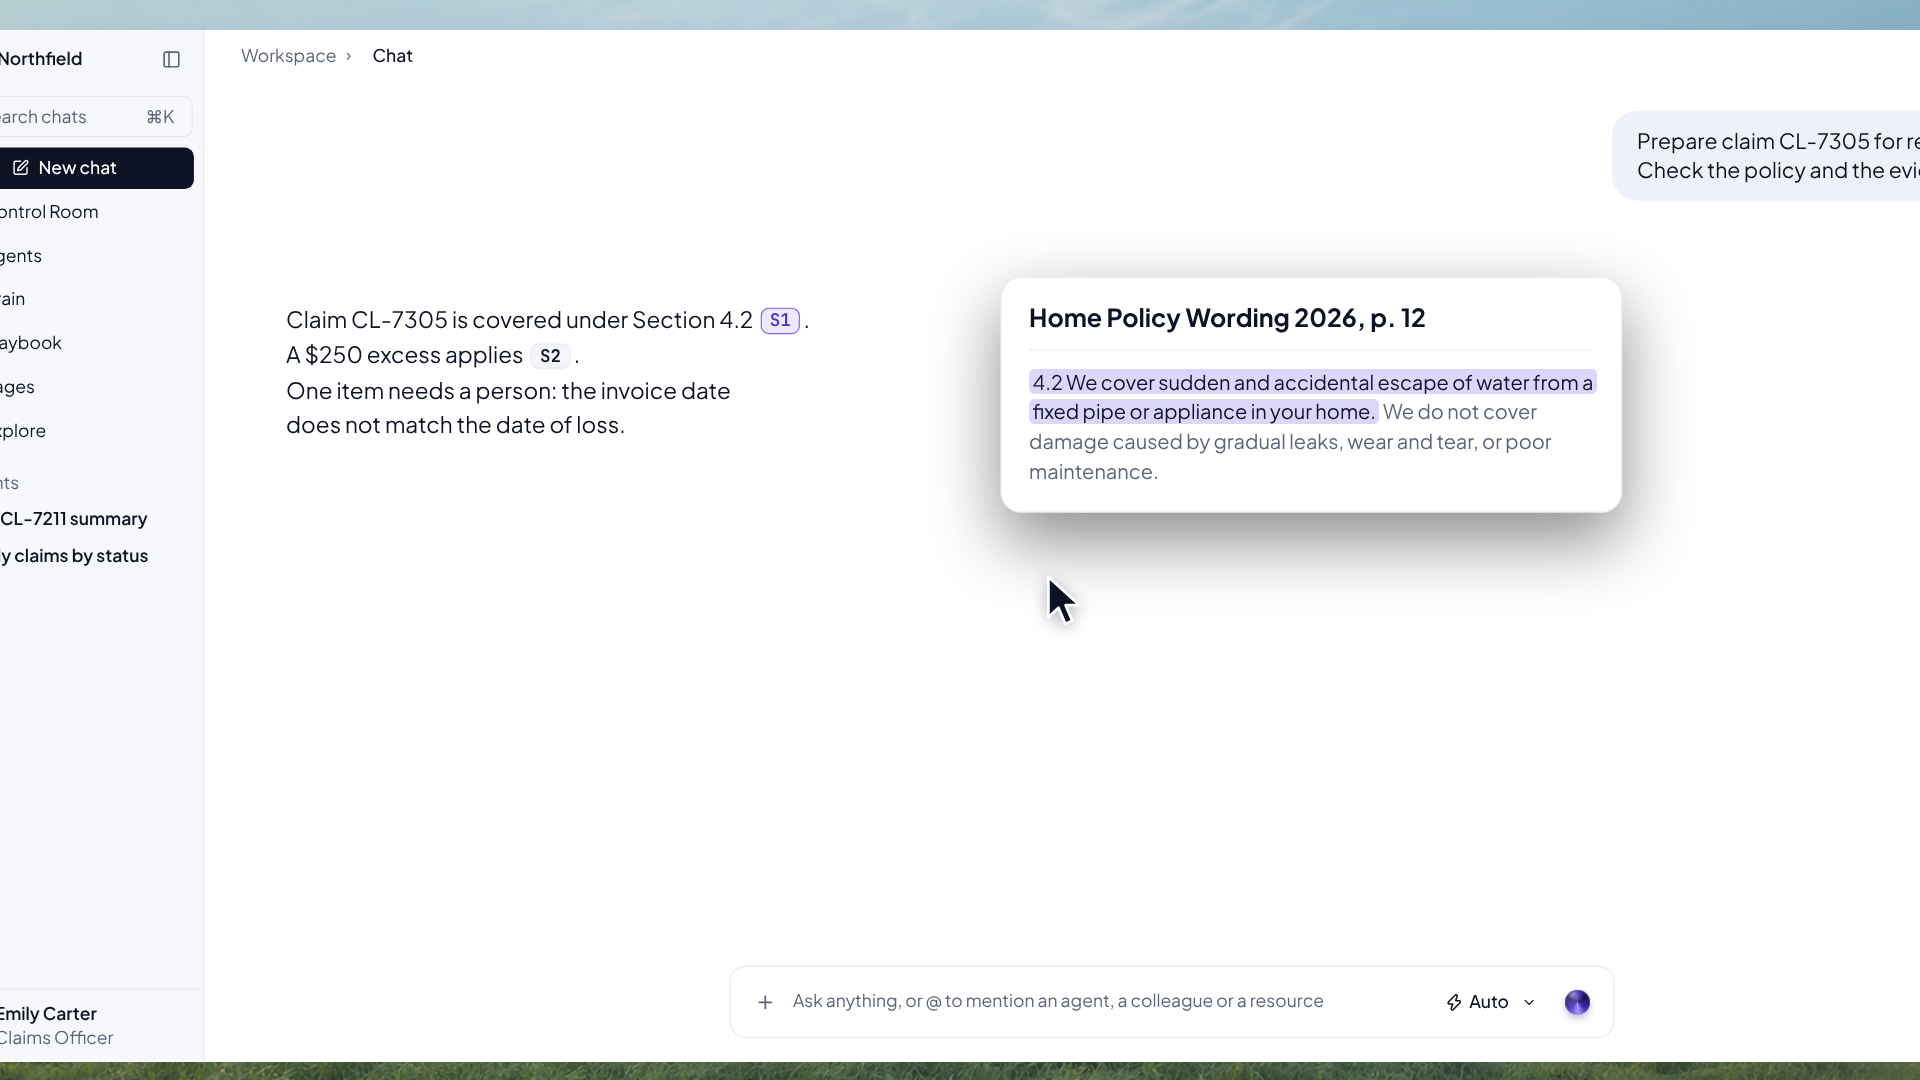 Northfield
Workspace › Chat
arch chats ⌘K
New chat
Prepare claim CL-7305 for
Check the policy and the
ontrol Room
gents
ain
aybook
ages
xplore
nts
CL-7211 summary
y claims by status
Claim CL-7305 is covered under Section 4.2 S1 .
A $250 excess applies S2 .
One item needs a person: the invoice date
does not match the date of loss.
Home Policy Wording 2026, p. 12
4.2 We cover sudden and accidental escape of water from a
fixed pipe or appliance in your home. We do not cover
damage caused by gradual leaks, wear and tear, or poor
maintenance.
Ask anything, or @ to mention an agent, a colleague or a resource
Auto
Emily Carter
Claims Officer